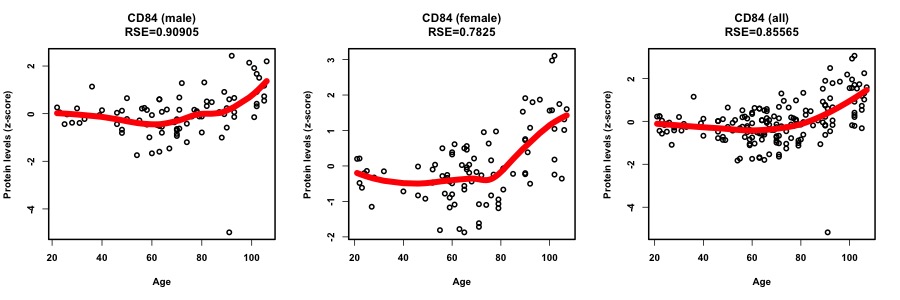 CD84 (male)
RSE=0.90905
Protein levels (z-score)
2
0
-2
-4
20
40
60
80
100
Age
CD84 (female)
RSE=0.7825
Protein levels (z-score)
3
2
1
0
-1
-2
20
40
60
80
100
Age
CD84 (all)
RSE=0.85565
Protein levels (z-score)
2
0
-2
-4
20
40
60
80
100
Age